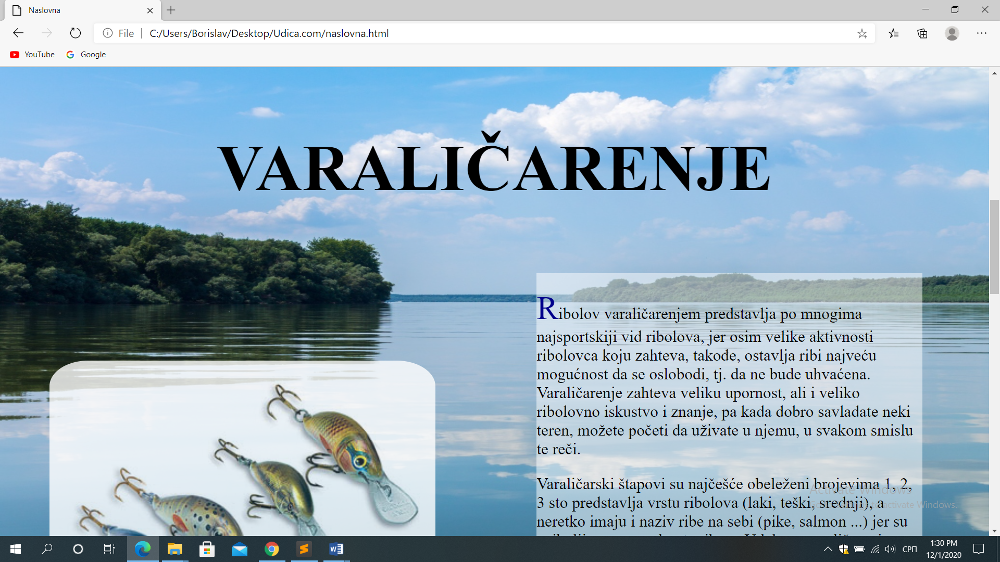 Naslovna
File
C:/Users/Borislav/Desktop/Udica.com/naslovna.html
YouTube
Google
VARALIČARENJE
Ribolov varaličarenjem predstavlja po mnogima
najsportskiji vid ribolova, jer osim velike aktivnosti
ribolovca koju zahteva, takođe, ostavlja ribi najveću
mogućnost da se oslobodi, tj. da ne bude uhvaćena.
Varaličarenje zahteva veliku upornost, ali i veliko
ribolovno iskustvo i znanje, pa kada dobro savladate neki
teren, možete početi da uživate u njemu, u svakom smislu
te reči.
Varaličarski štapovi su najčešće obeleženi brojevima 1, 2,
3 sto predstavlja vrstu ribolova (laki, teški, srednji), a
neretko imaju i naziv ribe na sebi (pike, salmon ...) jer su
Activate Windows
Go to Settings to activate Windows.
СРП
1:30 PM
12/1/2020